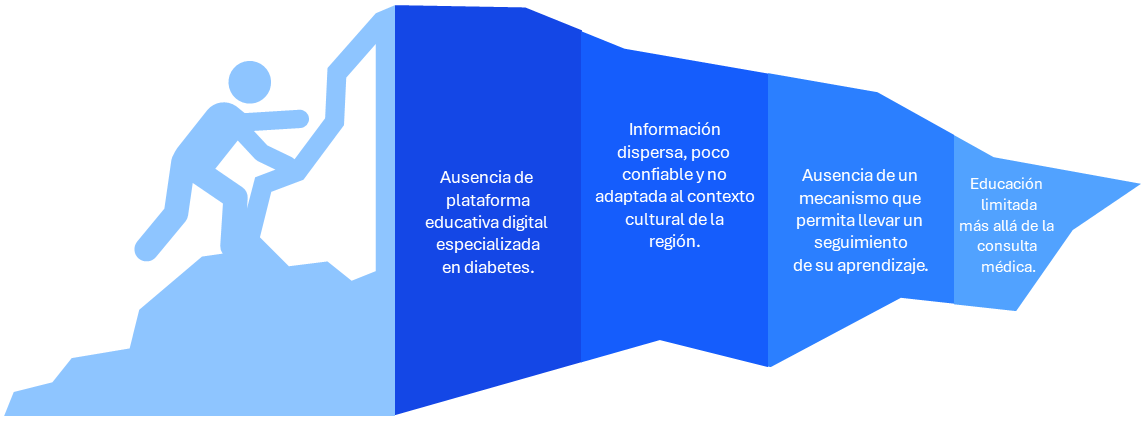 Ausencia de
plataforma
educativa digital
especializada
en diabetes.
Información
dispersa, poco
confiable y no
adaptada al contexto
cultural de la
región.
Ausencia de un
mecanismo que
permita llevar un
seguimiento
de su aprendizaje.
Educación
limitada
más allá de la
consulta
médica.